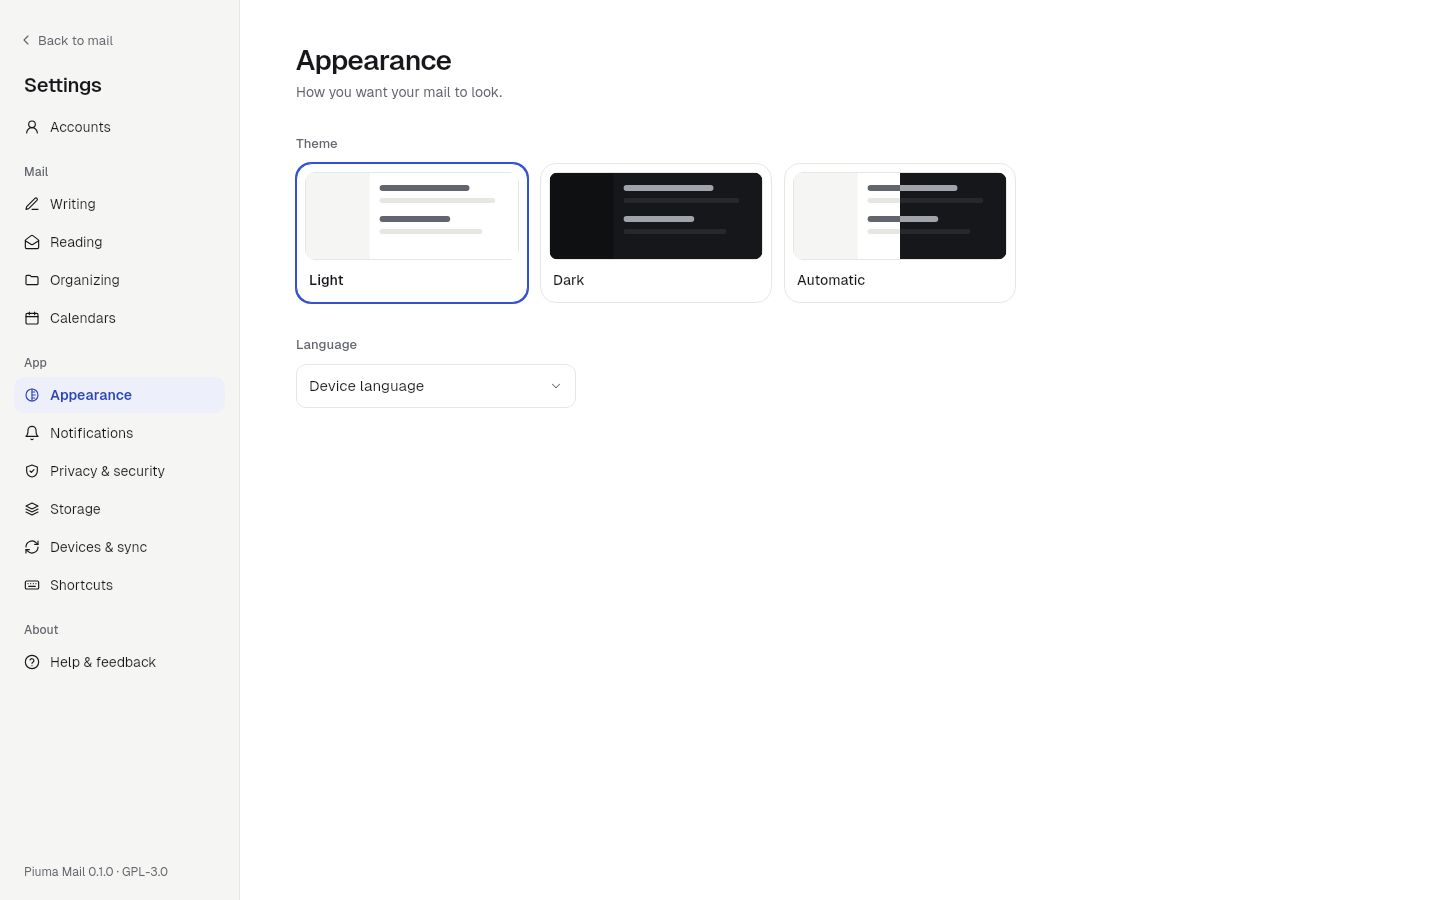 Back to mail
Settings
Accounts
Mail
Writing
Reading
Organizing
Calendars
App
Appearance
Notifications
Privacy & security
Storage
Devices & sync
Shortcuts
About
Help & feedback
Piuma Mail 0.1.0 · GPL-3.0
Appearance
How you want your mail to look.
Theme
Light
Dark
Automatic
Language
Device language